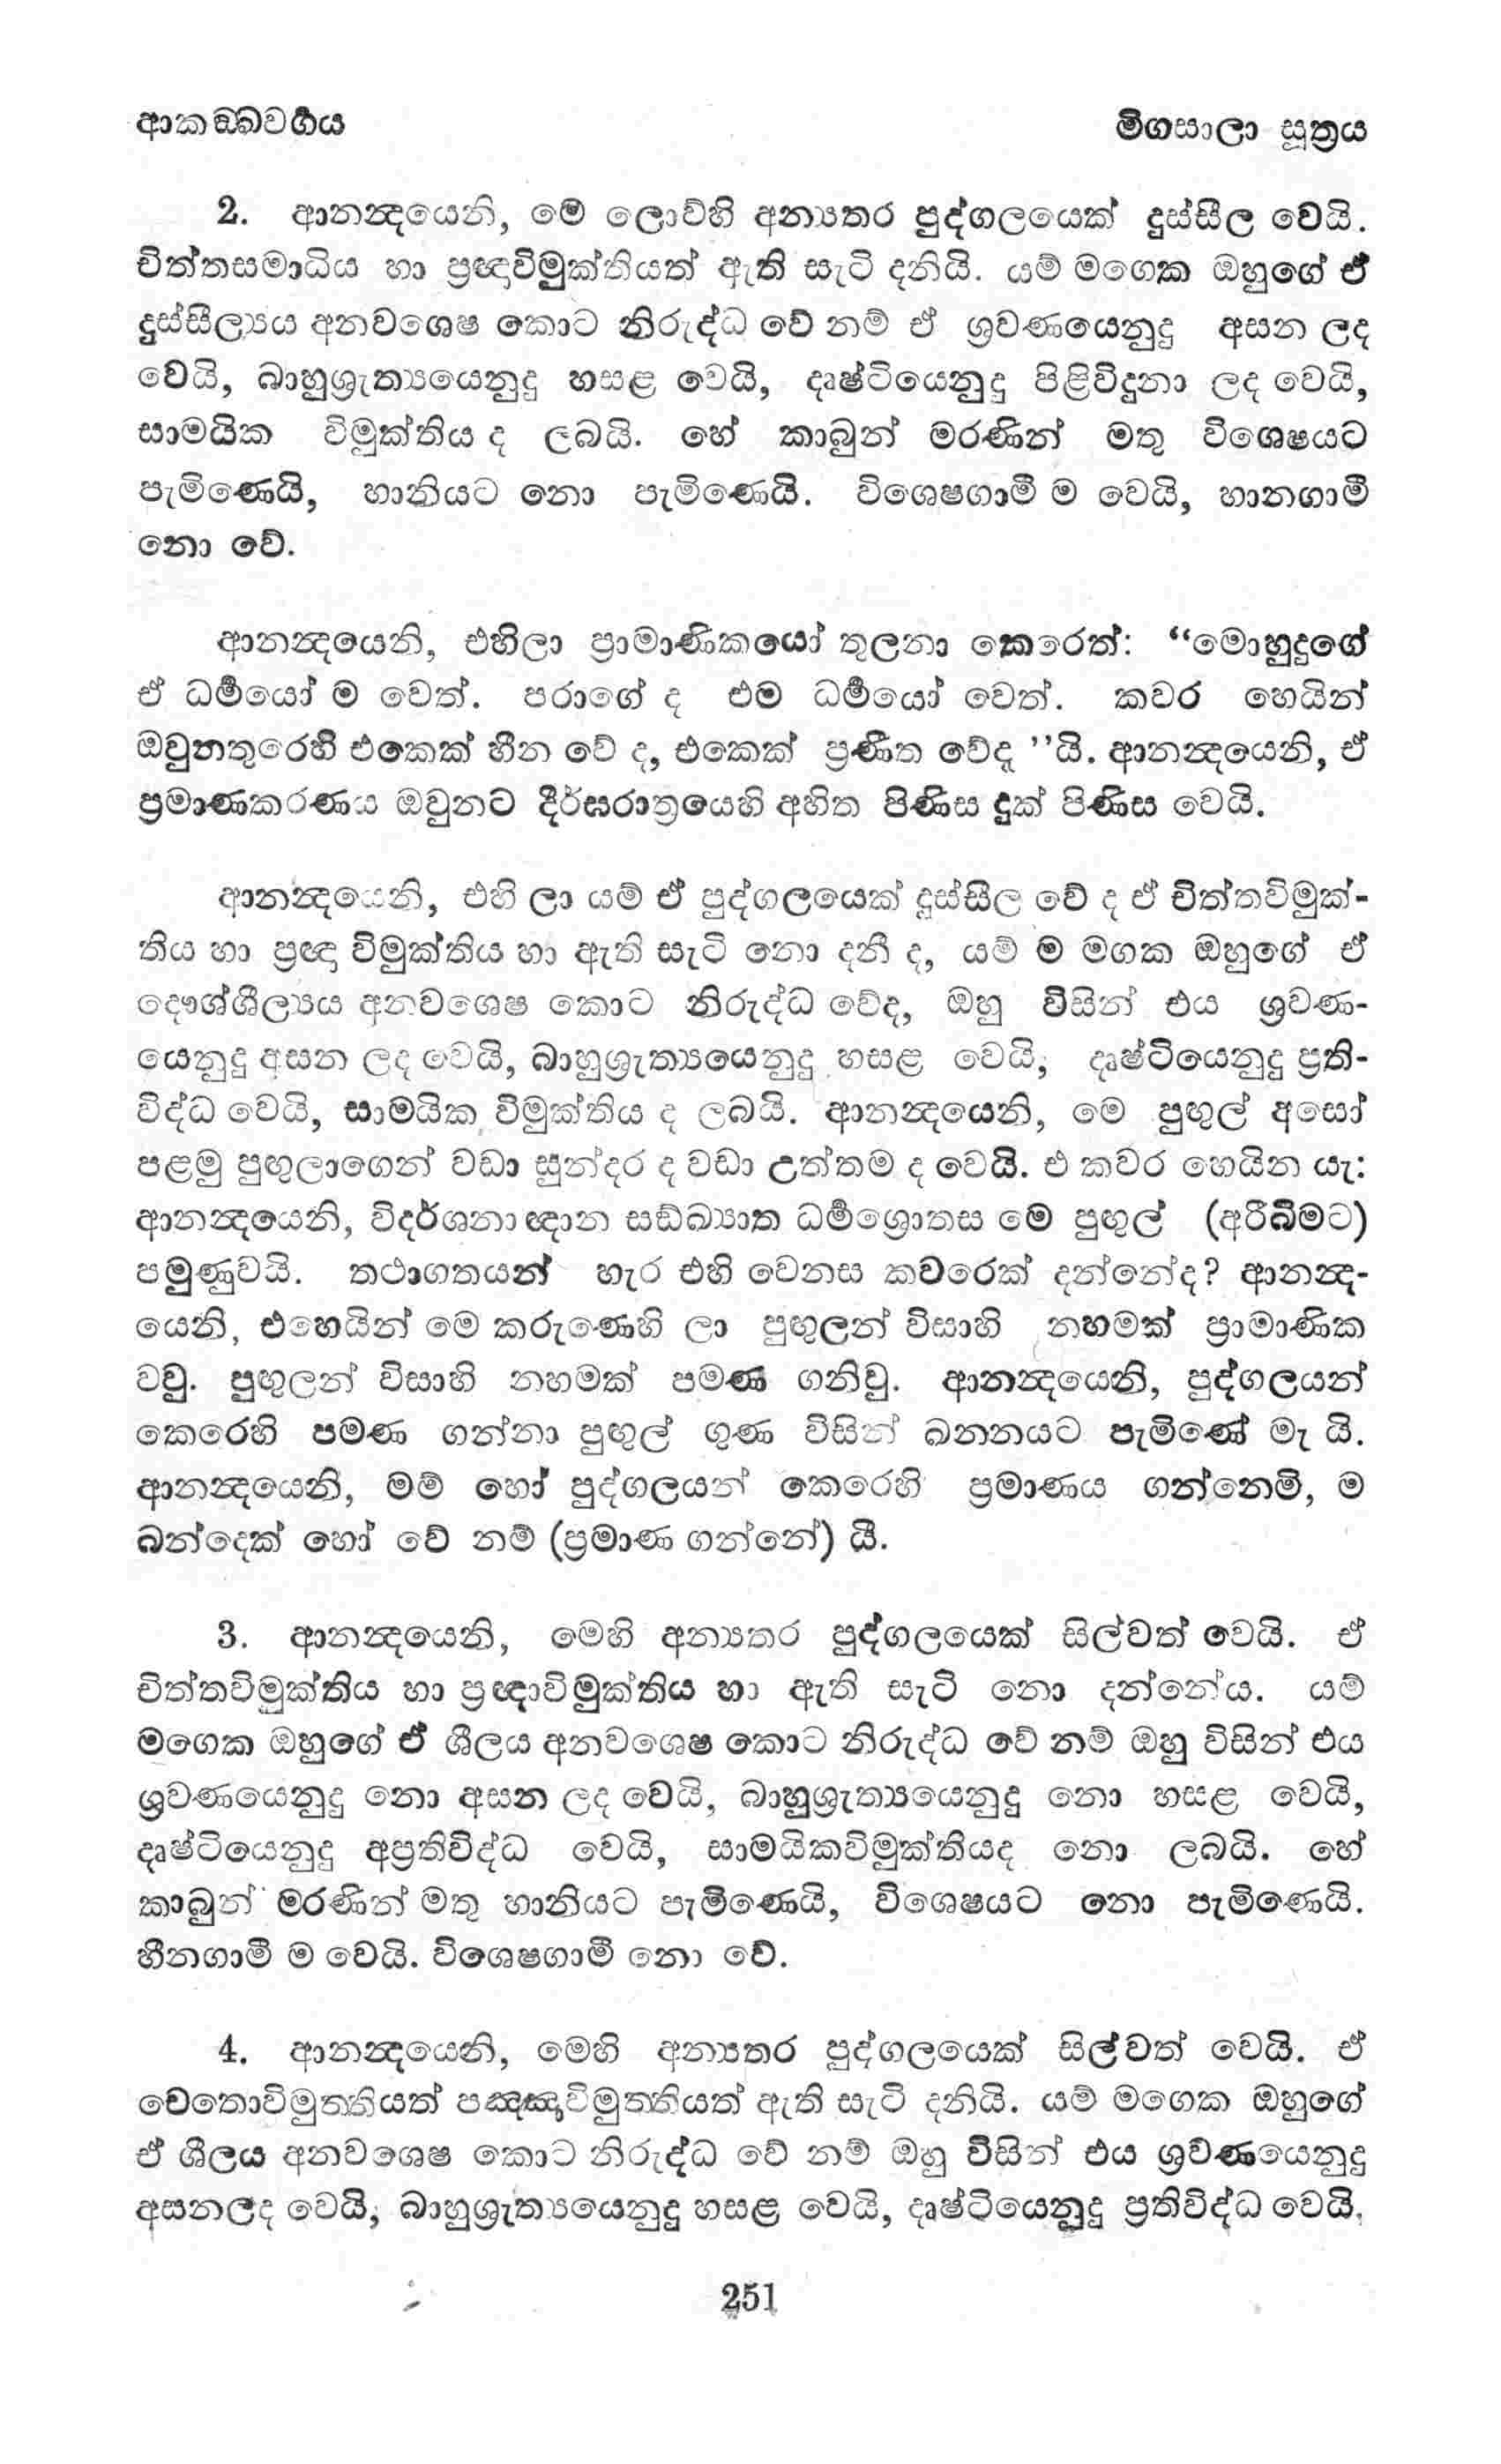 ආකඞ්ඛවර්‍ගය
මිගසාලා සූත්‍රය
2. ආනන්‍දයෙනි, මේ ලොව්හි අන්‍යතර පුද්ගලයෙක් දුස්සීල වෙයි.
චිත්තසමාධිය හා ප්‍රඥාවිමුක්තියත් ඇති සැටි දනියි. යම් මගෙක ඔහුගේ ඒ
දුස්සීල්‍යය අනවශෙෂ කොට නිරුද්ධ වේ නම් ඒ ශ්‍රවණයෙනුදු අසන ලද
වෙයි, බාහුශ්‍රැත්‍යයෙනුදු හසළ වෙයි, දෘෂ්ටියෙනුදු පිළිවිදුනා ලද වෙයි,
සාමයික විමුක්තිය ද ලබයි. හේ කාබුන් මරණින් මතු විශෙෂයට
පැමිණෙයි, හානියට නො පැමිණෙයි. විශෙෂගාමී ම වෙයි, හානගාමී
නො වේ.
ආනන්‍දයෙනි, එහිලා ප්‍රාමාණිකයෝ තුලනා කෙරෙත්: “මොහුදුගේ
ඒ ධර්‍මයෝ ම වෙත්. පරාගේ ද එම ධර්‍මයෝ වෙත්. කවර හෙයින්
ඔවුනතුරෙහි එකෙක් හීන වේ ද, එකෙක් ප්‍රණීත වේදැ”යි. ආනන්‍දයෙනි, ඒ
ප්‍රමාණකරණය ඔවුනට දීර්ඝරාත්‍රයෙහි අහිත පිණිස දුක් පිණිස වෙයි.
ආනන්‍දයෙනි, එහි ලා යම් ඒ පුද්ගලයෙක් දුස්සීල වේ ද ඒ චිත්තවිමුක්-
තිය හා ප්‍රඥා විමුක්තිය හා ඇති සැටි නො දනී ද, යම් ම මගක ඔහුගේ ඒ
දෞශ්ශීල්‍යය අනවශෙෂ කොට නිරුද්ධ වේද, ඔහු විසින් එය ශ්‍රවණ-
යෙනුදු අසන ලද වෙයි, බාහුශ්‍රැත්‍යයෙනුදු හසළ වෙයි, දෘෂ්ටියෙනුදු ප්‍රති-
විද්ධ වෙයි, සාමයික විමුක්තිය ද ලබයි. ආනන්‍දයෙනි, මෙ පුඟුල් අසෝ
පළමු පුඟුලාගෙන් වඩා සුන්දර ද වඩා උත්තම ද වෙයි. එ කවර හෙයින යැ:
ආනන්‍දයෙනි, විදර්ශනාඥාන සඞ්ඛ්‍යාත ධර්‍මශ්‍රොතස මෙ පුඟුල් (අරිබිමට)
පමුණුවයි. තථාගතයන් හැර එහි වෙනස කවරෙක් දන්නේද? ආනන්‍ද-
යෙනි, එහෙයින් මෙ කරුණෙහි ලා පුඟුලන් විසාහි නහමක් ප්‍රාමාණික
වවු. පුඟුලන් විසාහි නහමක් පමණ ගනිවු. ආනන්‍දයෙනි, පුද්ගලයන්
කෙරෙහි පමණ ගන්නා පුඟුල් ගුණ විසින් ඛනනයට පැමිණේ මැ යි.
ආනන්‍දයෙනි, මම් හෝ පුද්ගලයන් කෙරෙහි ප්‍රමාණය ගන්නෙමි, ම
බන්දෙක් හෝ වේ නම් (ප්‍රමාණ ගන්නේ) යී.
3. ආනන්‍දයෙනි, මෙහි අන්‍යතර පුද්ගලයෙක් සිල්වත් වෙයි. ඒ
චිත්තවිමුක්තිය හා ප්‍රඥාවිමුක්තිය හා ඇති සැටි නො දන්නේය. යම්
මගෙක ඔහුගේ ඒ ශීලය අනවශෙෂ කොට නිරුද්ධ වේ නම් ඔහු විසින් එය
ශ්‍රවණයෙනුදු නො අසන ලද වෙයි, බාහුශ්‍රැත්‍යයෙනුදු නො හසළ වෙයි,
දෘෂ්ටියෙනුදු අප්‍රතිවිද්ධ වෙයි, සාමයිකවිමුක්තියද නො ලබයි. හේ
කාබුන් මරණින් මතු හානියට පැමිණෙයි, විශෙෂයට නො පැමිණෙයි.
හීනගාමී ම වෙයි. විශෙෂගාමී නො වේ.
4. ආනන්‍දයෙනි, මෙහි අන්‍යතර පුද්ගලයෙක් සිල්වත් වෙයි. ඒ
චෙතොවිමුත්‍තියත් පඤ්ඤාවිමුත්‍තියත් ඇති සැටි දනියි. යම් මගෙක ඔහුගේ
ඒ ශීලය අනවශෙෂ කොට නිරුද්ධ වේ නම් ඔහු විසින් එය ශ්‍රවණයෙනුදු
අසනලද වෙයි, බාහුශ්‍රැත්‍යයෙනුදු හසළ වෙයි, දෘෂ්ටියෙනුදු ප්‍රතිවිද්ධ වෙයි,
251